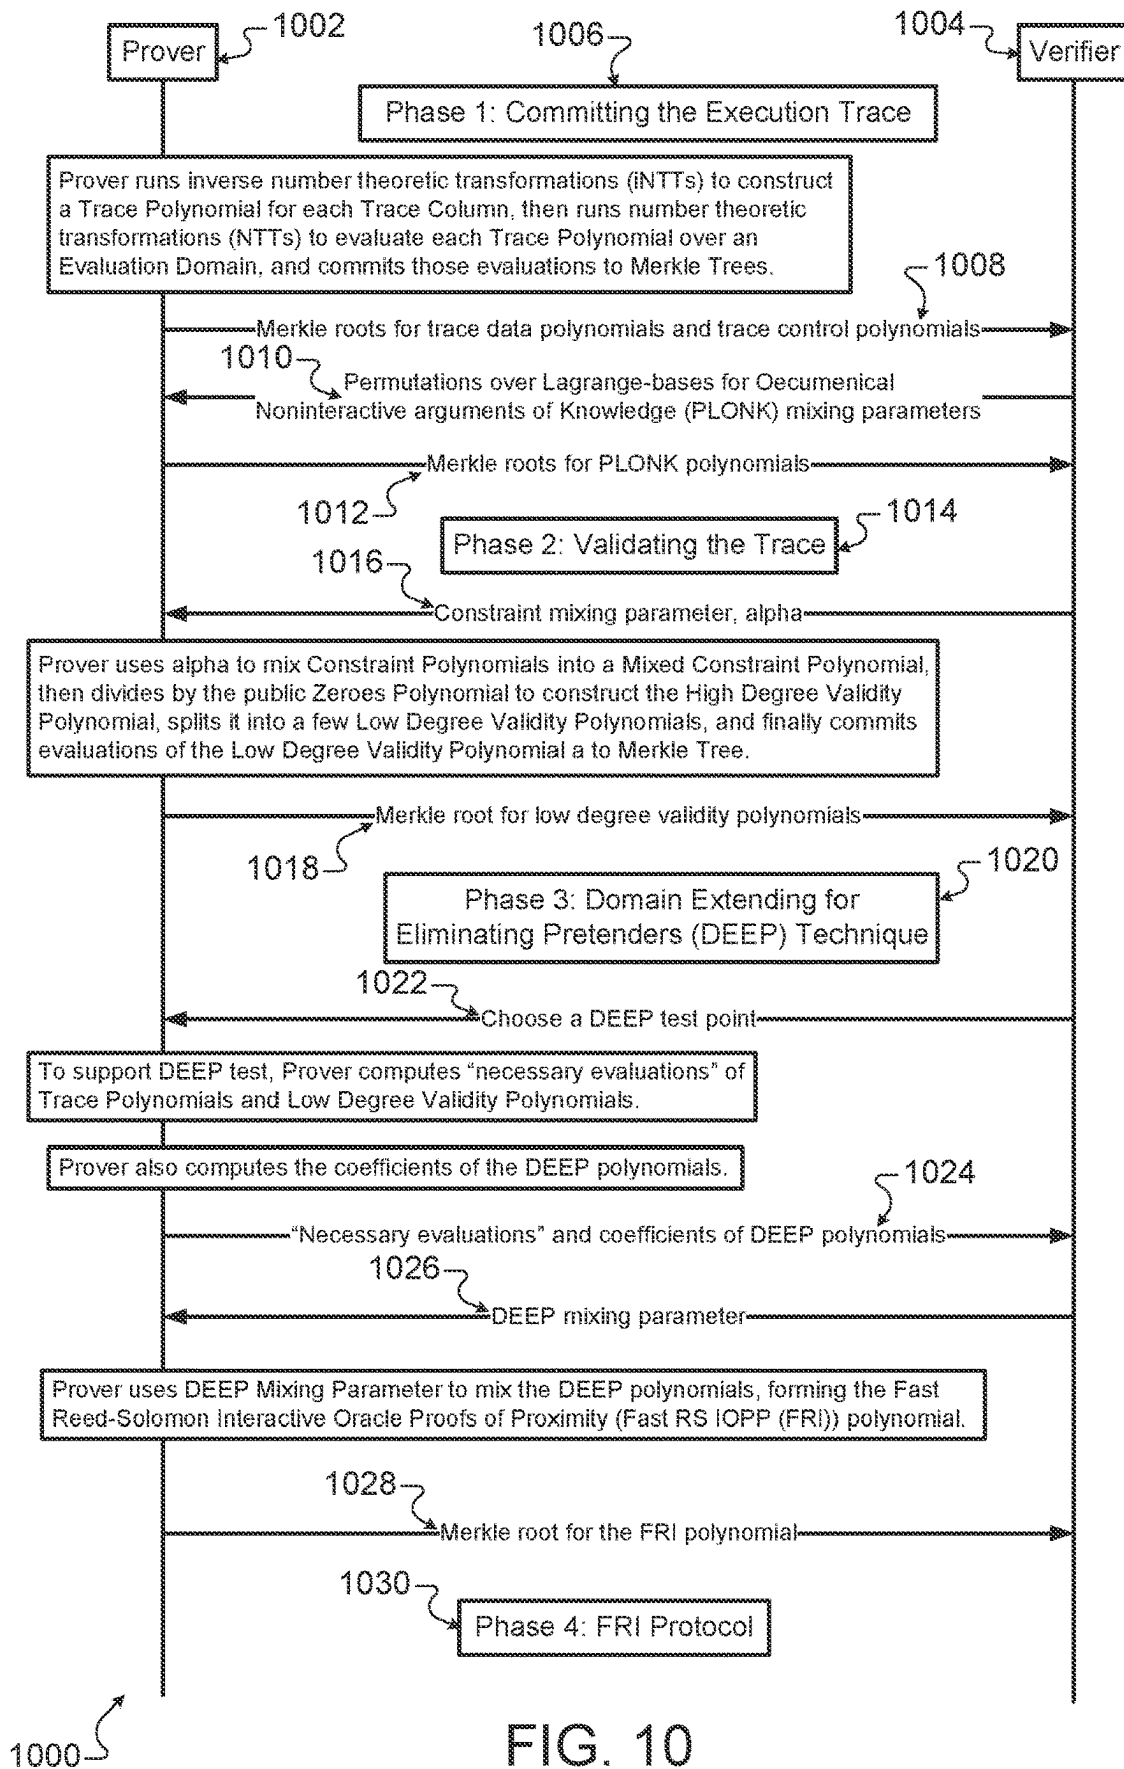 1002
Prover
1006
1004
Verifier
Phase 1: Committing the Execution Trace
Prover runs inverse number theoretic transformations (iNTTs) to construct
a Trace Polynomial for each Trace Column, then runs number theoretic
transformations (NTTs) to evaluate each Trace Polynomial over an
Evaluation Domain, and commits those evaluations to Merkle Trees.
1008
Merkle roots for trace data polynomials and trace control polynomials
1010
Permutations over Lagrange-bases for Oecumenical
Noninteractive arguments of Knowledge (PLONK) mixing parameters
Merkle roots for PLONK polynomials
1012
1014
Phase 2: Validating the Trace
1016
Constraint mixing parameter, alpha
Prover uses alpha to mix Constraint Polynomials into a Mixed Constraint Polynomial,
then divides by the public Zeroes Polynomial to construct the High Degree Validity
Polynomial, splits it into a few Low Degree Validity Polynomials, and finally commits
evaluations of the Low Degree Validity Polynomial a to Merkle Tree.
Merkle root for low degree validity polynomials
1018
1020
Phase 3: Domain Extending for
Eliminating Pretenders (DEEP) Technique
1022
Choose a DEEP test point
To support DEEP test, Prover computes “necessary evaluations” of
Trace Polynomials and Low Degree Validity Polynomials.
Prover also computes the coefficients of the DEEP polynomials.
1024
“Necessary evaluations” and coefficients of DEEP polynomials
1026
DEEP mixing parameter
Prover uses DEEP Mixing Parameter to mix the DEEP polynomials, forming the Fast
Reed-Solomon Interactive Oracle Proofs of Proximity (Fast RS IOPP (FRI)) polynomial.
1028
Merkle root for the FRI polynomial
1030
Phase 4: FRI Protocol
1000
FIG. 10